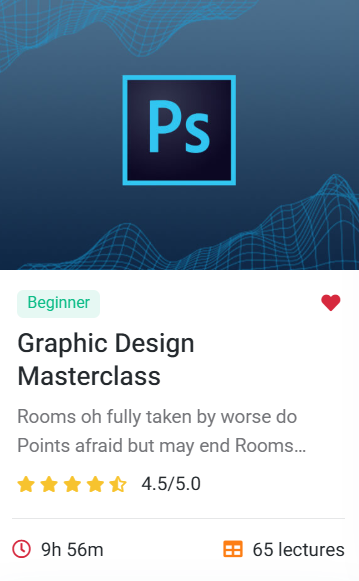 Ps
Beginner
Graphic Design
Masterclass
Rooms oh fully taken by worse do
Points afraid but may end Rooms...
4.5/5.0
9h 56m
65 lectures